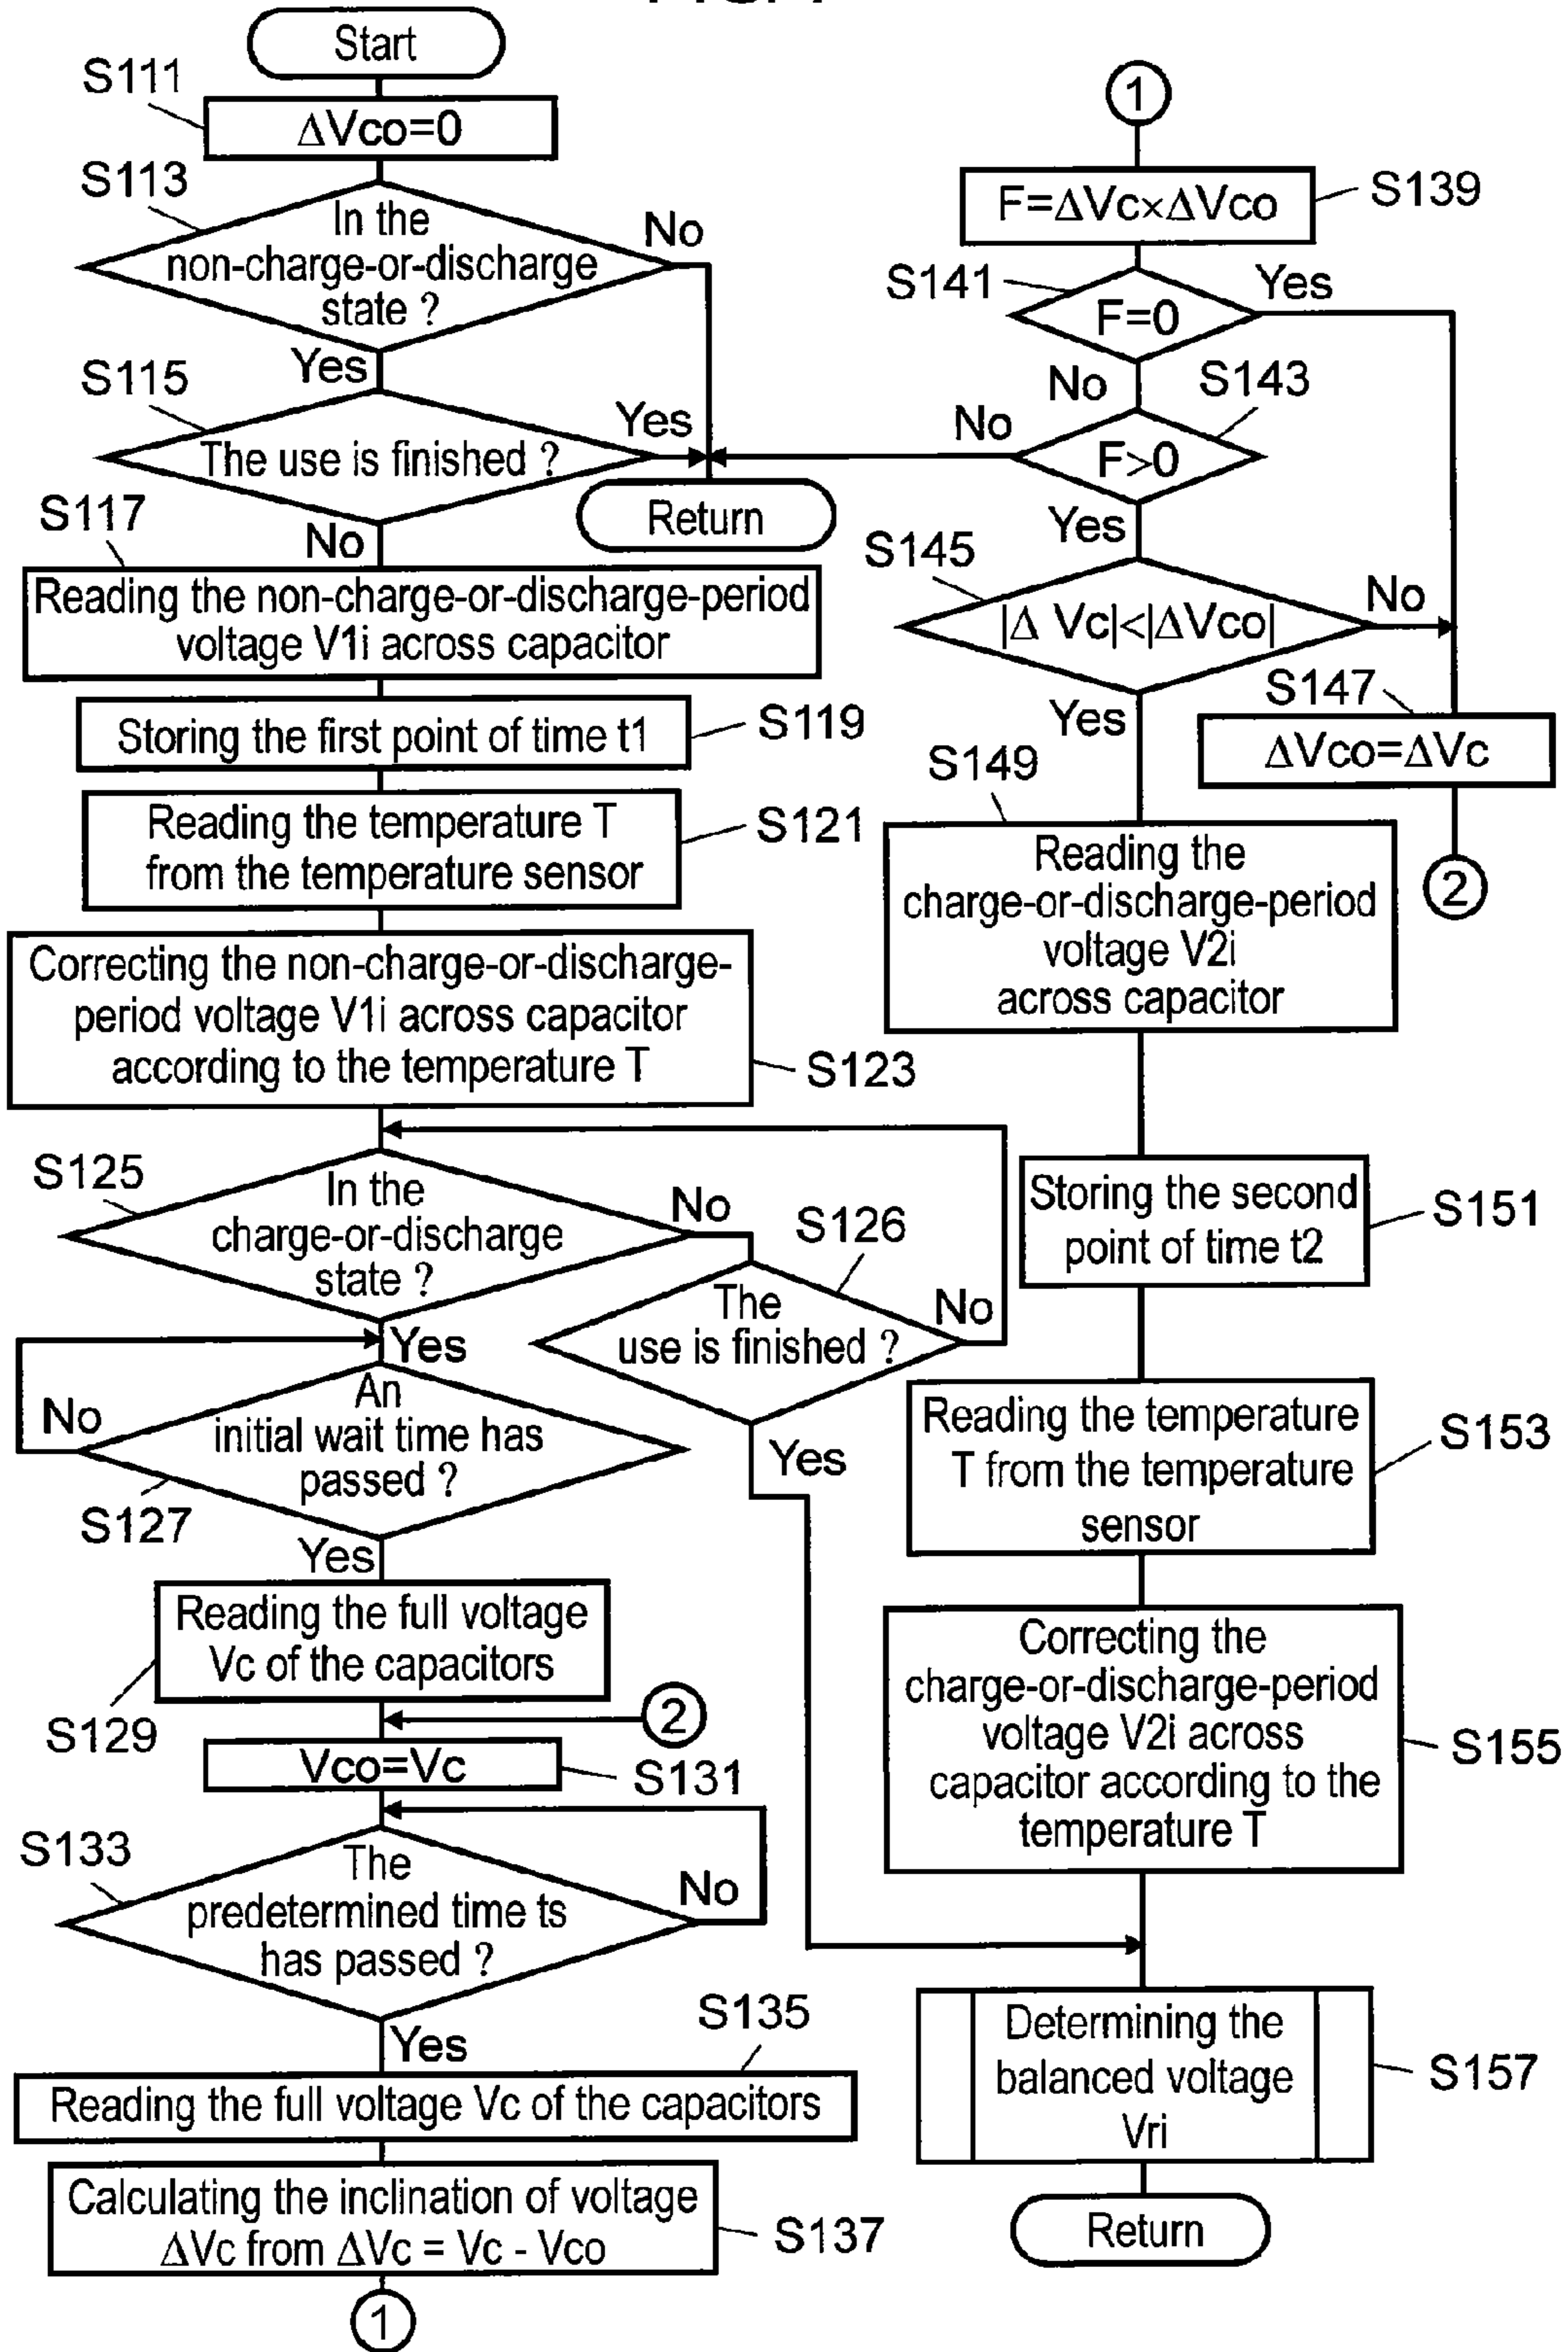 Start
S111
ΔVco=0
S113
In the
non-charge-or-discharge
state ?
No
Yes
S115
The use is finished ?
Yes
Return
No
S117
Reading the non-charge-or-discharge-period
voltage V1i across capacitor
Storing the first point of time t1
S119
Reading the temperature T
from the temperature sensor
S121
Correcting the non-charge-or-discharge-
period voltage V1i across capacitor
according to the temperature T
S123
S125
In the
charge-or-discharge
state ?
No
S126
The
use is finished ?
No
Yes
Yes
An
initial wait time has
passed ?
No
S127
Yes
Reading the full voltage
Vc of the capacitors
S129
2
Vco=Vc
S131
S133
The
predetermined time ts
has passed ?
No
Yes
S135
Reading the full voltage Vc of the capacitors
Calculating the inclination of voltage
ΔVc from ΔVc = Vc - Vco
S137
1
1
F=ΔVc×ΔVco
S139
S141
F=0
Yes
No
S143
F>0
No
Yes
S145
|Δ Vc|<|ΔVco|
No
S147
ΔVco=ΔVc
2
Yes
S149
Reading the
charge-or-discharge-period
voltage V2i
across capacitor
Storing the second
point of time t2
S151
Reading the temperature
T from the temperature
sensor
S153
Correcting the
charge-or-discharge-period
voltage V2i across
capacitor according to the
temperature T
S155
Determining the
balanced voltage
Vri
S157
Return